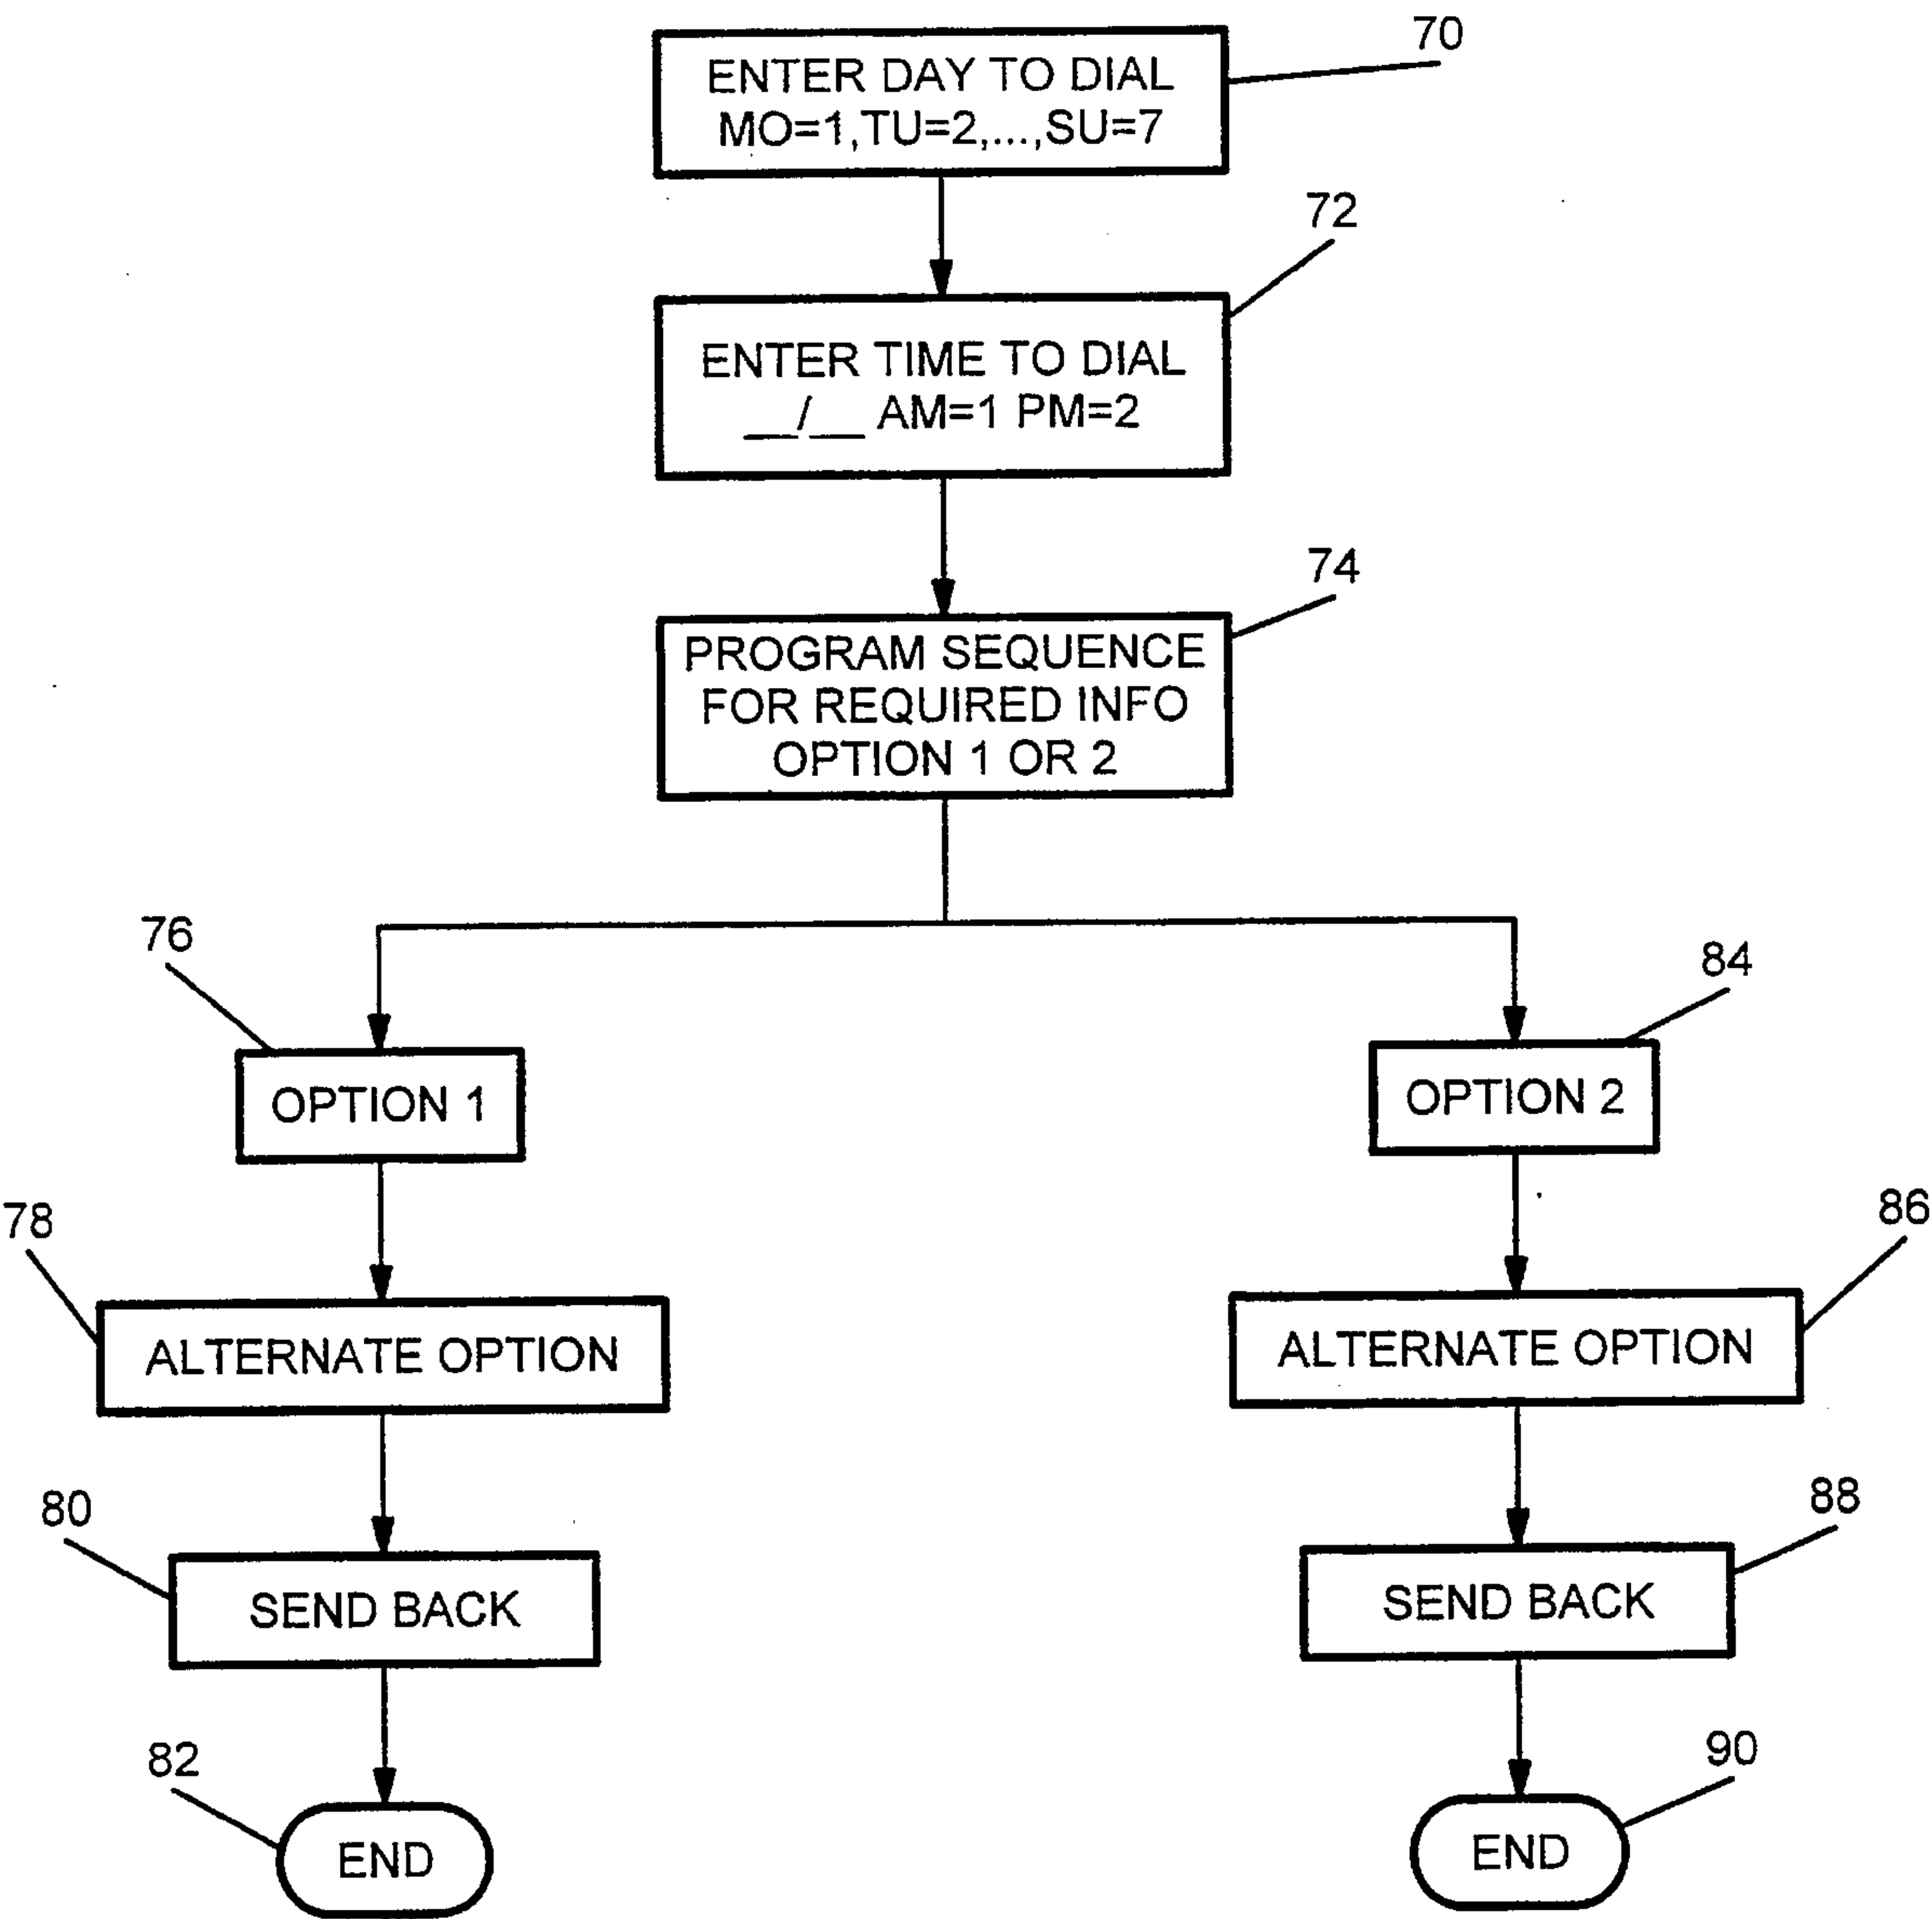 70
ENTER DAY TO DIAL
MO=1,TU=2,...,SU=7
72
ENTER TIME TO DIAL
__/__ AM=1 PM=2
74
PROGRAM SEQUENCE
FOR REQUIRED INFO
OPTION 1 OR 2
76
84
OPTION 1
OPTION 2
78
86
ALTERNATE OPTION
ALTERNATE OPTION
80
88
SEND BACK
SEND BACK
82
90
END
END